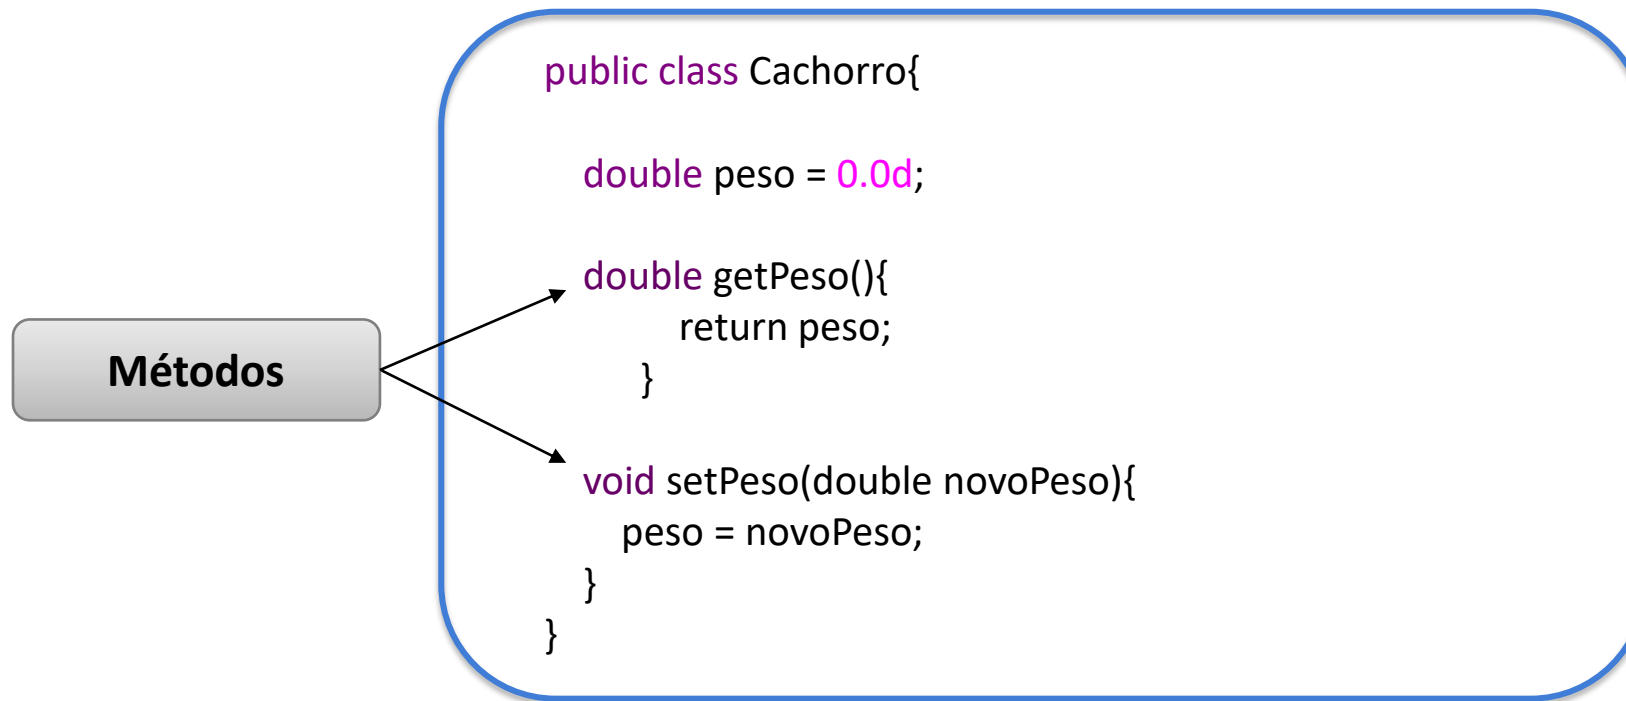 public class Cachorro{
double peso = 0.0d;
double getPeso(){
return peso;
}
Métodos
void setPeso(double novoPeso){
peso = novoPeso;
}
}